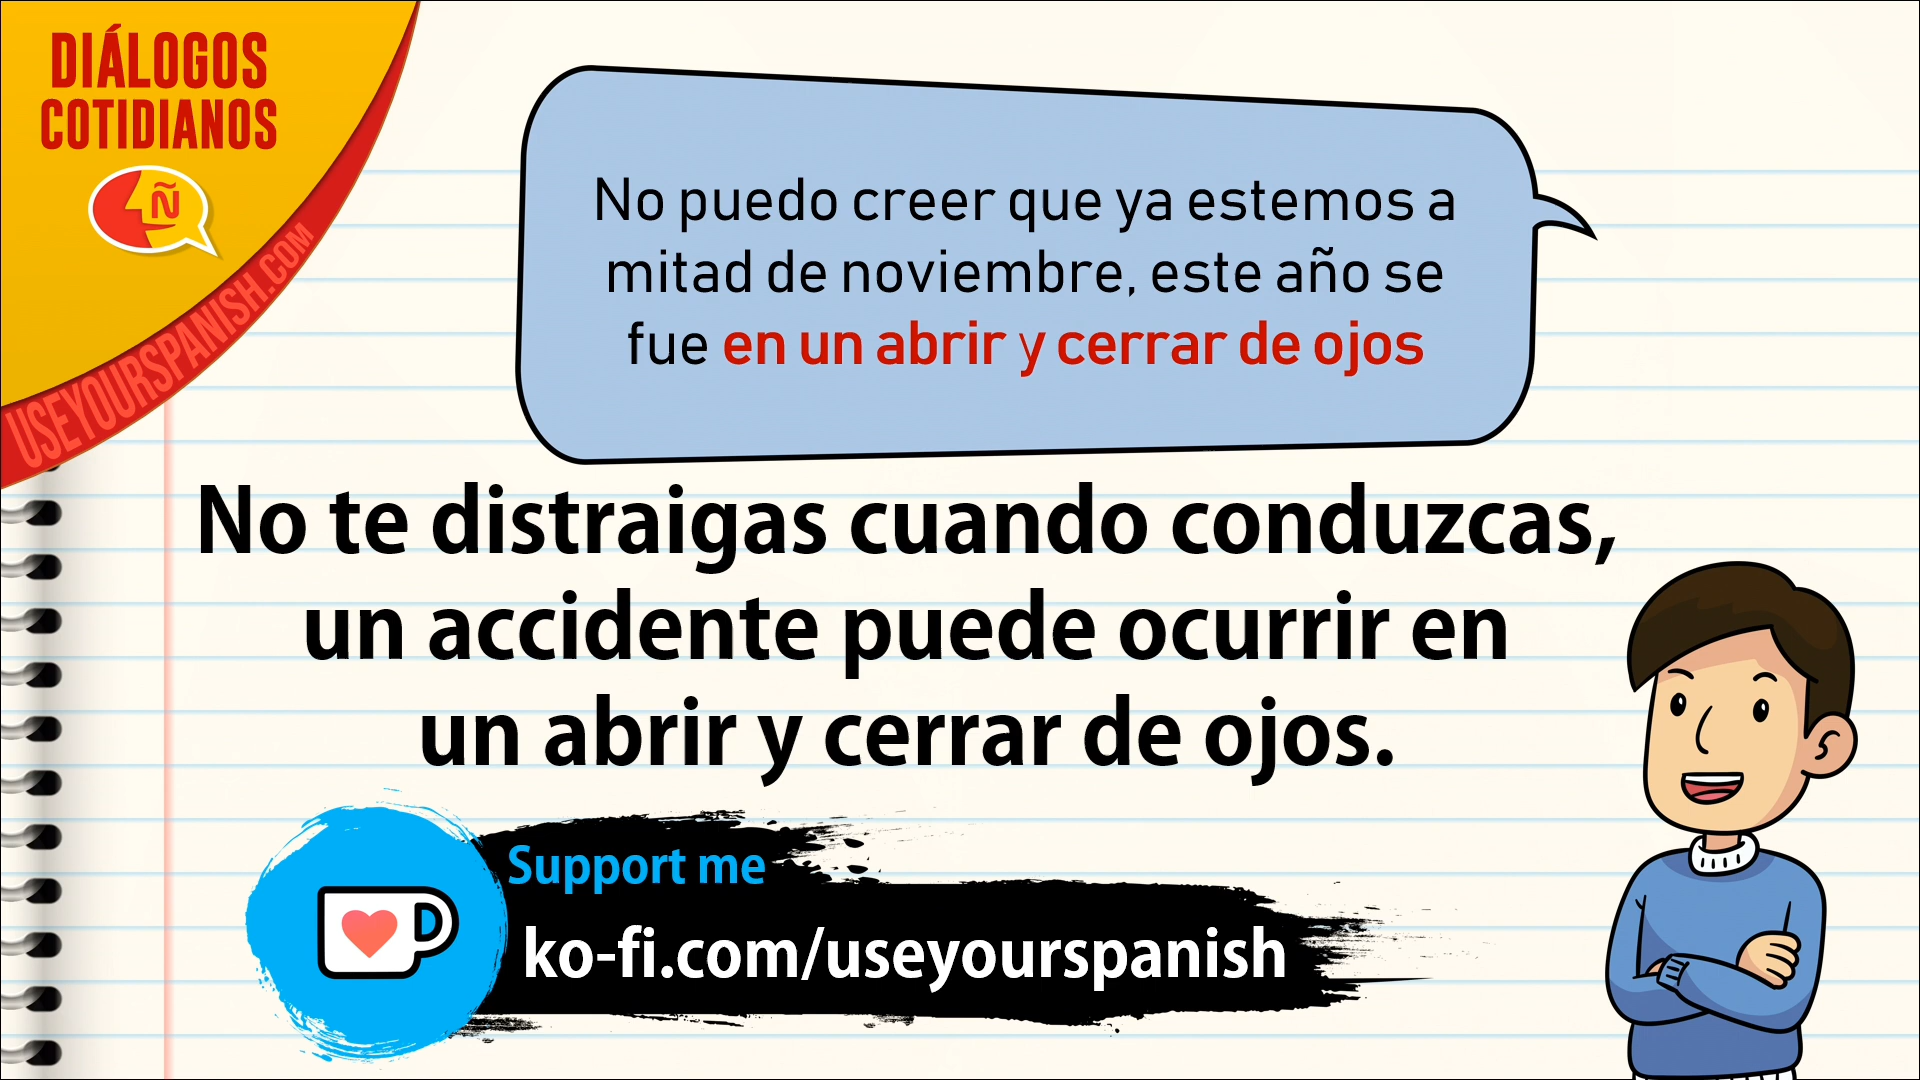 DIÁLOGOS
COTIDIANOS
Ñ
USEYOURSPANISH.COM
No puedo creer que ya estemos a
mitad de noviembre, este año se
fue en un abrir y cerrar de ojos
No te distraigas cuando conduzcas,
un accidente puede ocurrir en
un abrir y cerrar de ojos.
Support me
ko-fi.com/useyourspanish